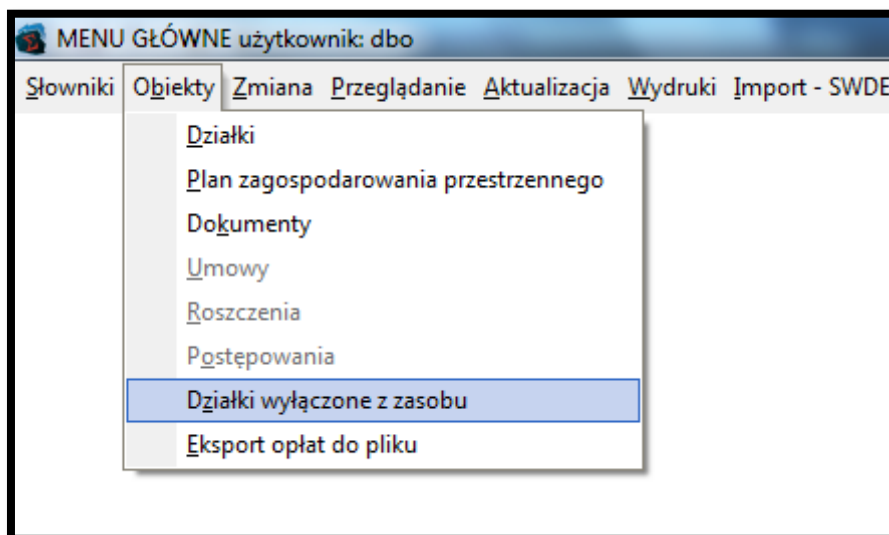 MENU GŁÓWNE użytkownik: dbo
Słowniki Obiekty Zmiana Przeglądanie Aktualizacja Wydruki Import - SWDE
Działki
Plan zagospodarowania przestrzennego
Dokumenty
Umowy
Roszczenia
Postępowania
Działki wyłączone z zasobu
Eksport opłat do pliku